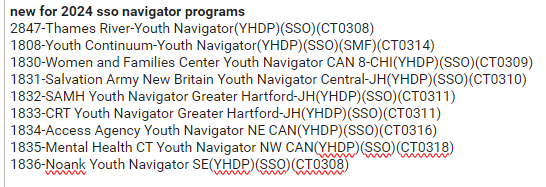 new for 2024 sso navigator programs
2847-Thames River-Youth Navigator(YHDP)(SSO)(CT0308)
1808-Youth Continuum-Youth Navigator(YHDP)(SSO)(SMF)(CT0314)
1830-Women and Families Center Youth Navigator CAN 8-CHI(YHDP)(SSO)(CT0309)
1831-Salvation Army New Britain Youth Navigator Central-JH(YHDP)(SSO)(CT0310)
1832-SAMH Youth Navigator Greater Hartford-JH(YHDP)(SSO)(CT0311)
1833-CRT Youth Navigator Greater Hartford-JH(YHDP)(SSO)(CT0311)
1834-Access Agency Youth Navigator NE CAN(YHDP)(SSO)(CT0316)
1835-Mental Health CT Youth Navigator NW CAN(YHDP)(SSO)(CT0318)
1836-Noank Youth Navigator SE(YHDP)(SSO)(CT0308)